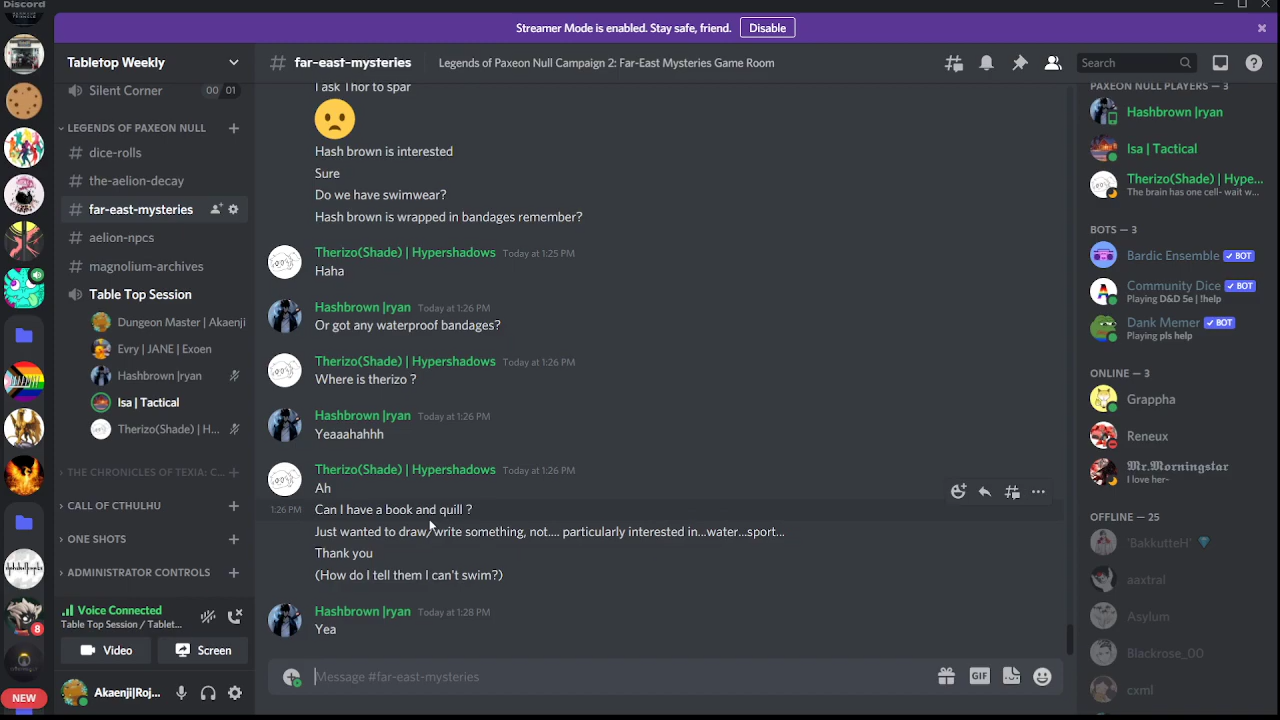 Discord
Streamer Mode is enabled. Stay safe, friend.
Disable
Tabletop Weekly
far-east-mysteries
Legends of Paxeon Null Campaign 2: Far-East Mysteries Game Room
Search
Silent Corner
00 01
LEGENDS OF PAXEON NULL
dice-rolls
the-aelion-decay
far-east-mysteries
aelion-npcs
magnolium-archives
Table Top Session
Dungeon Master | Akaenji
Evry | JANE | Exoen
Hashbrown |ryan
Isa | Tactical
Therizo(Shade) | H...
THE CHRONICLES OF TEXIA: C...
CALL OF CTHULHU
ONE SHOTS
ADMINISTRATOR CONTROLS
Voice Connected
Table Top Session / Tablet...
Video
Screen
Akaenji|Roj...
8
NEW
I ask Thor to spar
Hash brown is interested
Sure
Do we have swimwear?
Hash brown is wrapped in bandages remember?
Therizo(Shade) | Hypershadows Today at 1:25 PM
Haha
Hashbrown |ryan Today at 1:26 PM
Or got any waterproof bandages?
Therizo(Shade) | Hypershadows Today at 1:26 PM
Where is therizo ?
Hashbrown |ryan Today at 1:26 PM
Yeaaahahhh
Therizo(Shade) | Hypershadows Today at 1:26 PM
Ah
1:26 PM Can I have a book and quill ?
Just wanted to draw/write something, not.... particularly interested in...water...sport...
Thank you
(How do I tell them I can't swim?)
Hashbrown |ryan Today at 1:28 PM
Yea
Message #far-east-mysteries
GIF
PAXEON NULL PLAYERS — 3
Hashbrown |ryan
Isa | Tactical
Therizo(Shade) | Hype...
The brain has one cell- wait w...
BOTS — 3
Bardic Ensemble ✓ BOT
Community Dice ✓ BOT
Playing D&D 5e | !help
Dank Memer ✓ BOT
Playing pls help
ONLINE — 3
Grappha
Reneux
𝕸𝖗.𝕸𝖔𝖗𝖓𝖎𝖓𝖌𝖘𝖙𝖆𝖗
I love her~
OFFLINE — 25
'BakkutteH'
aaxtral
Asylum
Blackrose_00
cxml